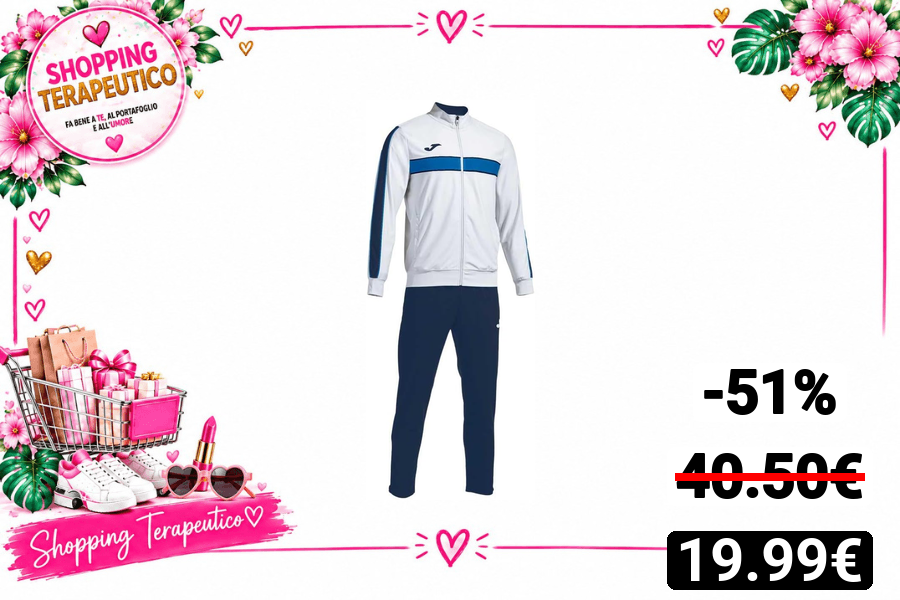 SHOPPING
TERAPEUTICO
FA BENE A TE, AL PORTAFOGLIO
E ALL'UMORE
-51%
40.50€
19.99€
Shopping Terapeutico